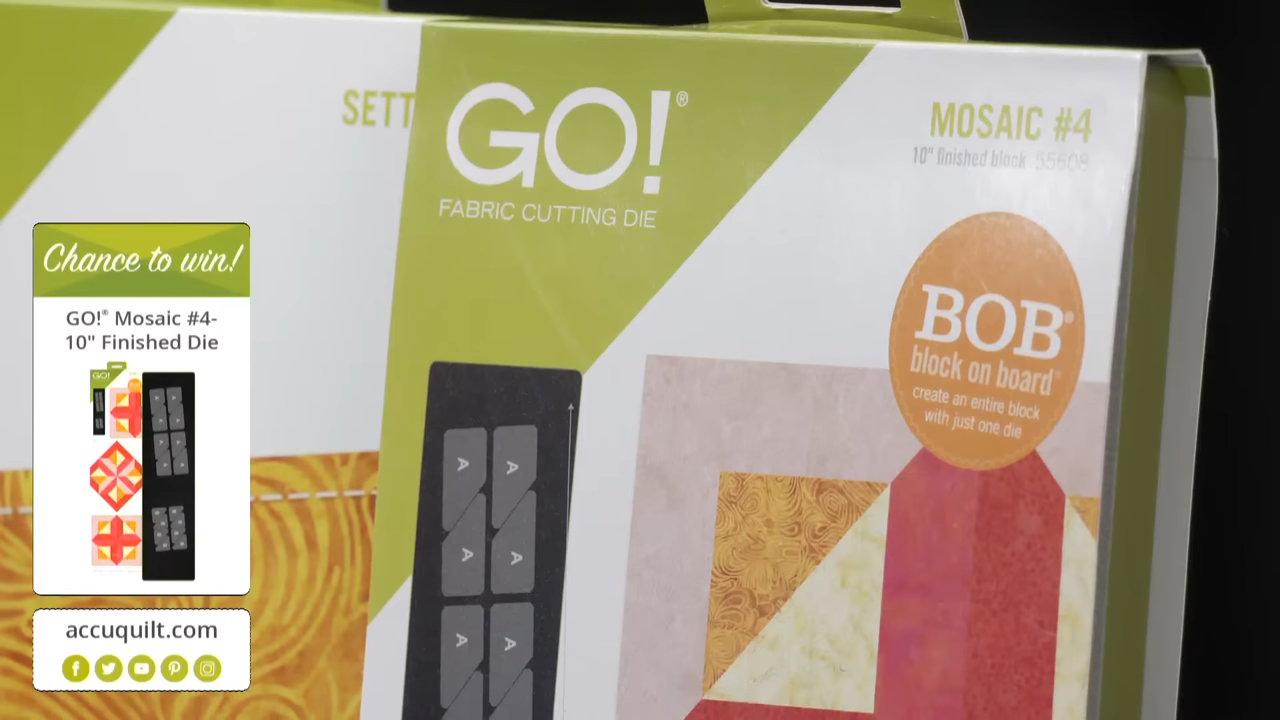 SETT
GO!®
FABRIC CUTTING DIE
MOSAIC #4
10" finished block 55608
BOB®
block on board®
create an entire block
with just one die
A A
A A
A A
Chance to win!
GO!® Mosaic #4-
10" Finished Die
GO!
accuquilt.com